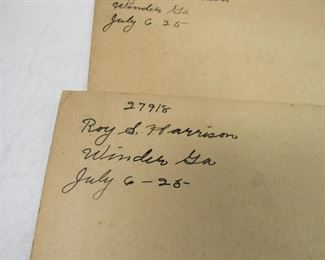 Winder Ga
July 6 25
27918
Roy S. Harrison
Winder Ga
July 6 - 25